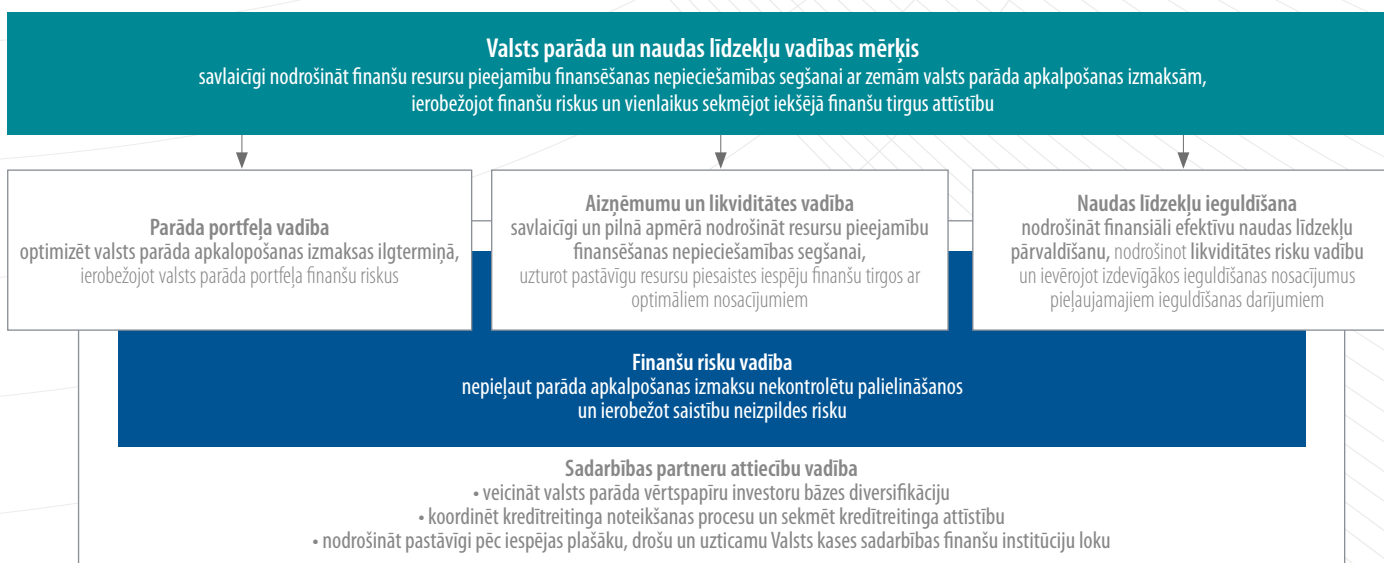 Valsts parāda un naudas līdzekļu vadības mērķis
savlaicīgi nodrošināt finanšu resursu pieejamību finansēšanas nepieciešamības segšanai ar zemām valsts parāda apkalpošanas izmaksām,
ierobežojot finanšu riskus un vienlaikus sekmējot iekšējā finanšu tirgus attīstību
Parāda portfeļa vadība
optimizēt valsts parāda apkalopošanas izmaksas ilgtermiņā,
ierobežojot valsts parāda portfeļa finanšu riskus
Aizņēmumu un likviditātes vadība
savlaicīgi un pilnā apmērā nodrošināt resursu pieejamību
finansēšanas nepieciešamības segšanai,
uzturot pastāvīgu resursu piesaistes iespēju finanšu tirgos ar
optimāliem nosacījumiem
Naudas līdzekļu ieguldīšana
nodrošināt finansiāli efektīvu naudas līdzekļu
pārvaldīšanu, nodrošinot likviditātes risku vadību
un ievērojot izdevīgākos ieguldīšanas nosacījumus
pieļaujamajiem ieguldīšanas darījumiem
Finanšu risku vadība
nepieļaut parāda apkalpošanas izmaksu nekontrolētu palielināšanos
un ierobežot saistību neizpildes risku
Sadarbības partneru attiecību vadība
• veicināt valsts parāda vērtspapīru investoru bāzes diversifikāciju
• koordinēt kredītreitinga noteikšanas procesu un sekmēt kredītreitinga attīstību
• nodrošināt pastāvīgi pēc iespējas plašāku, drošu un uzticamu Valsts kases sadarbības finanšu institūciju loku